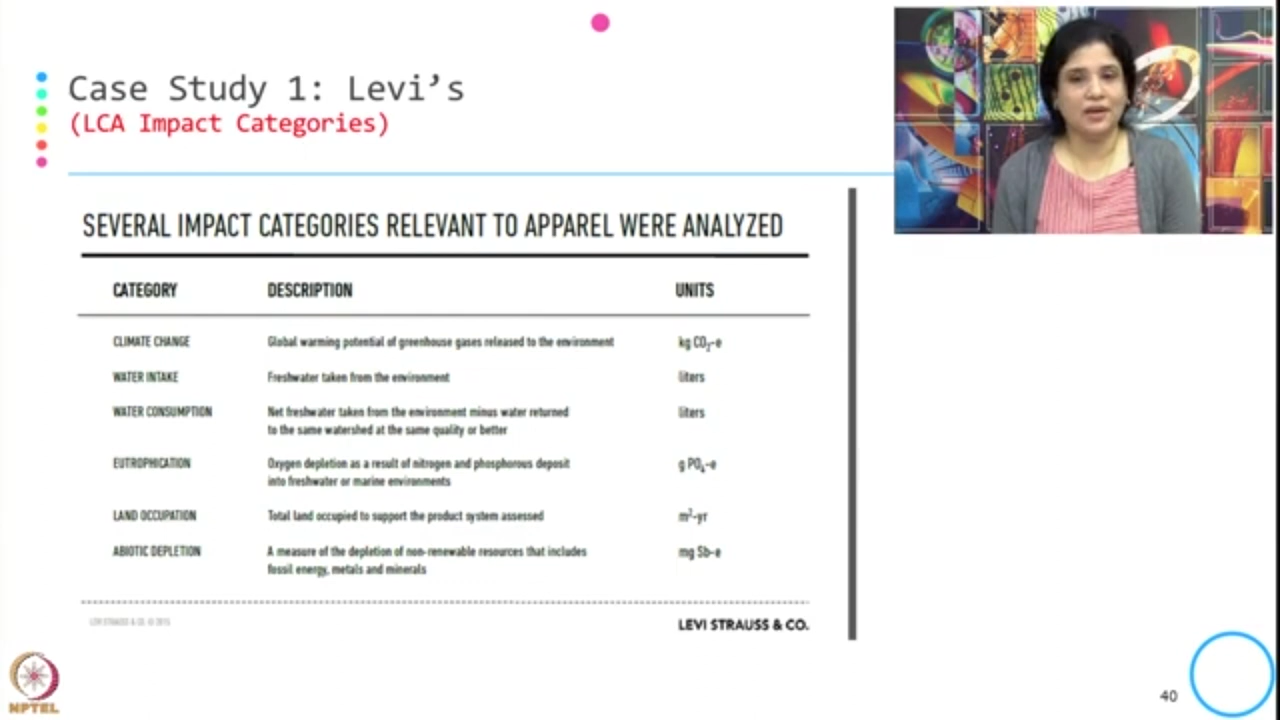 Case Study 1: Levi’s
(LCA Impact Categories)
SEVERAL IMPACT CATEGORIES RELEVANT TO APPAREL WERE ANALYZED
CATEGORY DESCRIPTION UNITS
CLIMATE CHANGE Global warming potential of greenhouse gases released to the environment kg CO₂-e
WATER INTAKE Freshwater taken from the environment liters
WATER CONSUMPTION Net freshwater taken from the environment minus water returned liters
to the same watershed at the same quality or better
EUTROPHICATION Oxygen depletion as a result of nitrogen and phosphorous deposit g PO₄-e
into freshwater or marine environments
LAND OCCUPATION Total land occupied to support the product system assessed m²-yr
ABIOTIC DEPLETION A measure of the depletion of non-renewable resources that includes mg Sb-e
fossil energy, metals and minerals
LEVI STRAUSS & CO. © 2015
LEVI STRAUSS & CO.
NPTEL
40